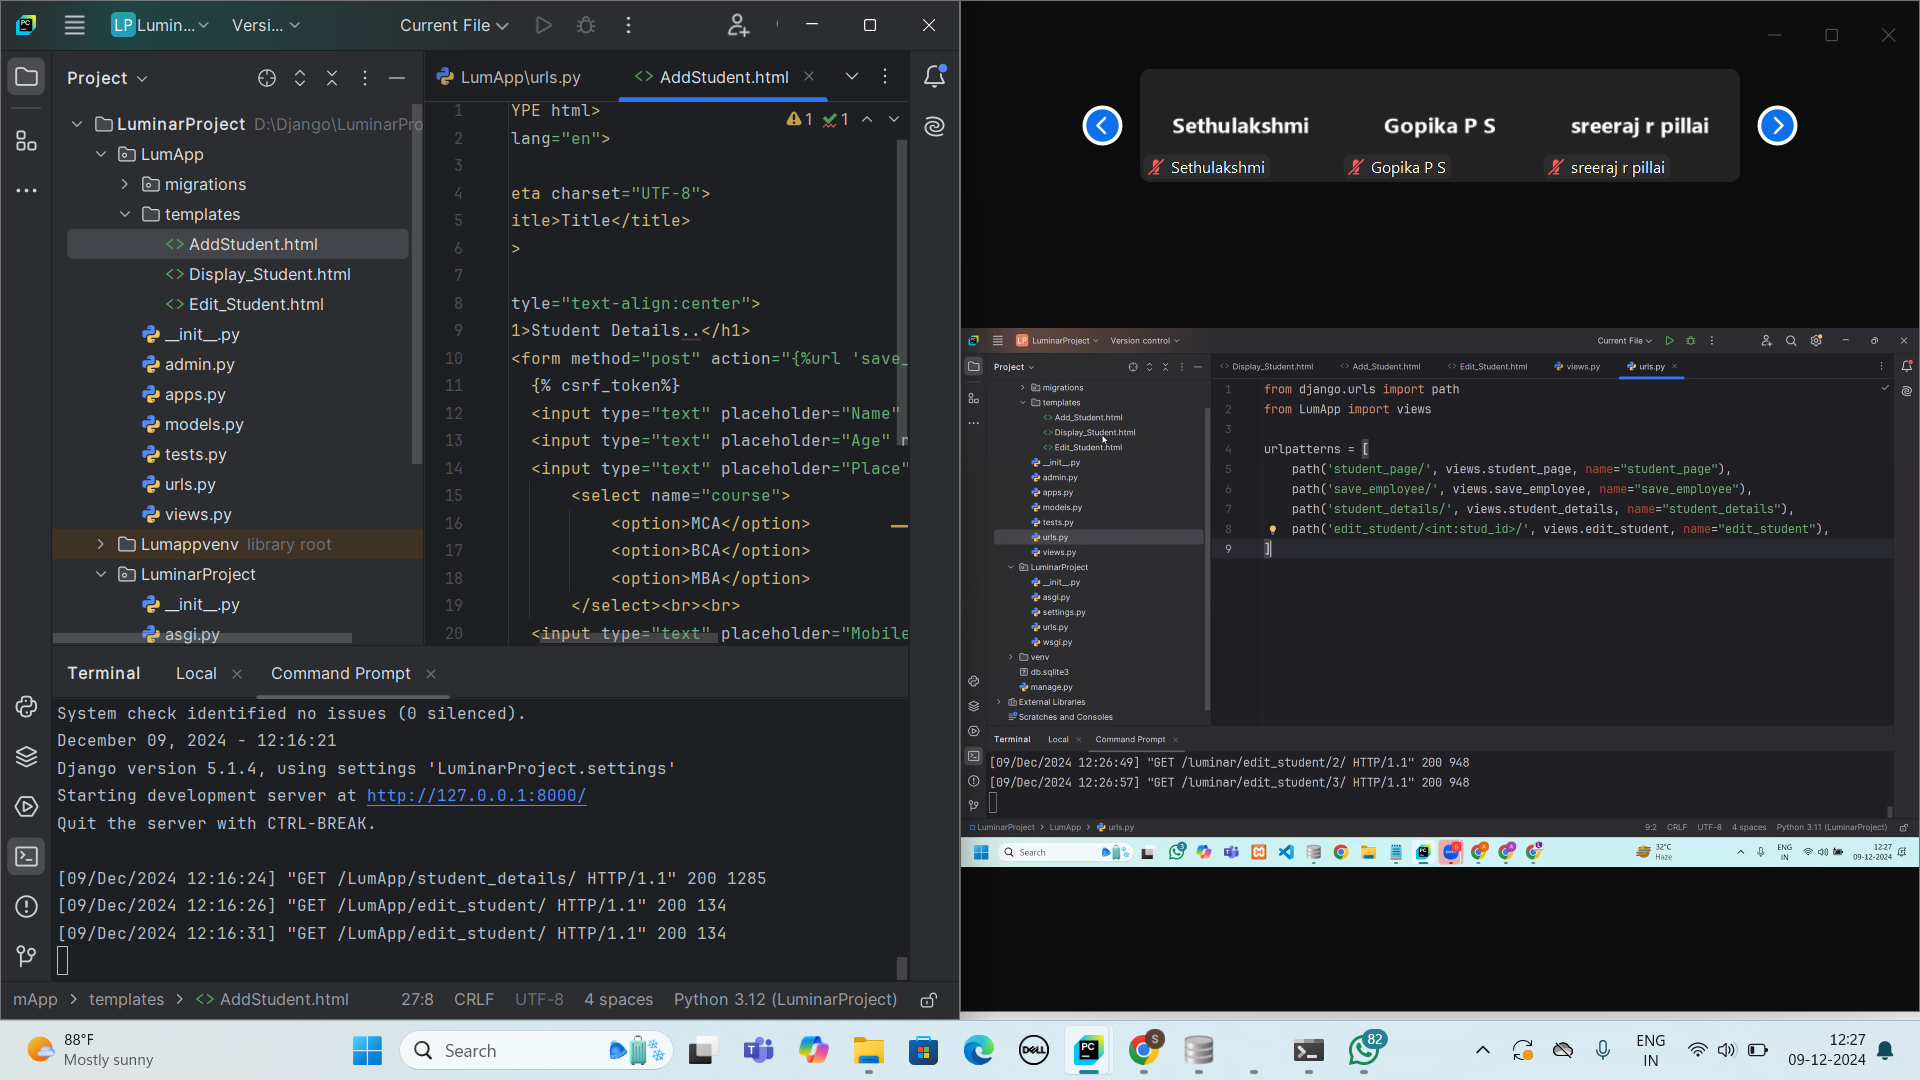 LP Lumin...
Versi...
Current File
Project
LuminarProject D:\Django\LuminarPro
LumApp
migrations
templates
AddStudent.html
Display_Student.html
Edit_Student.html
__init__.py
admin.py
apps.py
models.py
tests.py
urls.py
views.py
Lumappvenv library root
LuminarProject
__init__.py
asgi.py
LumApp\urls.py
AddStudent.html
1 1
1 YPE html>
2 lang="en">
3
4 eta charset="UTF-8">
5 itle>Title</title>
6 >
7
8 tyle="text-align:center">
9 1>Student Details..</h1>
10 <form method="post" action="{%url 'save_
11 {% csrf_token%}
12 <input type="text" placeholder="Name"
13 <input type="text" placeholder="Age" n
14 <input type="text" placeholder="Place"
15 <select name="course">
16 <option>MCA</option>
17 <option>BCA</option>
18 <option>MBA</option>
19 </select><br><br>
20 <input type="text" placeholder="Mobile
Terminal Local Command Prompt
System check identified no issues (0 silenced).
December 09, 2024 - 12:16:21
Django version 5.1.4, using settings 'LuminarProject.settings'
Starting development server at http://127.0.0.1:8000/
Quit the server with CTRL-BREAK.
[09/Dec/2024 12:16:24] "GET /LumApp/student_details/ HTTP/1.1" 200 1285
[09/Dec/2024 12:16:26] "GET /LumApp/edit_student/ HTTP/1.1" 200 134
[09/Dec/2024 12:16:31] "GET /LumApp/edit_student/ HTTP/1.1" 200 134
mApp > templates > AddStudent.html 27:8 CRLF UTF-8 4 spaces Python 3.12 (LuminarProject)
Sethulakshmi Gopika P S sreeraj r pillai
Sethulakshmi Gopika P S sreeraj r pillai
LP LuminarProject Version control Current File
Project
migrations
templates
Add_Student.html
Display_Student.html
Edit_Student.html
__init__.py
admin.py
apps.py
models.py
tests.py
urls.py
views.py
LuminarProject
__init__.py
asgi.py
settings.py
urls.py
wsgi.py
venv
db.sqlite3
manage.py
External Libraries
Scratches and Consoles
Display_Student.html Add_Student.html Edit_Student.html views.py urls.py
1 from django.urls import path
2 from LumApp import views
3
4 urlpatterns = [
5 path('student_page/', views.student_page, name="student_page"),
6 path('save_employee/', views.save_employee, name="save_employee"),
7 path('student_details/', views.student_details, name="student_details"),
8 path('edit_student/<int:stud_id>/', views.edit_student, name="edit_student"),
9 ]
Terminal Local Command Prompt
[09/Dec/2024 12:26:49] "GET /luminar/edit_student/2/ HTTP/1.1" 200 948
[09/Dec/2024 12:26:57] "GET /luminar/edit_student/3/ HTTP/1.1" 200 948
LuminarProject > LumApp > urls.py 9:2 CRLF UTF-8 4 spaces Python 3.11 (LuminarProject)
Search
32°C
Haze
ENG
IN
12:27
09-12-2024
88°F
Mostly sunny
Search
82
ENG
IN
12:27
09-12-2024